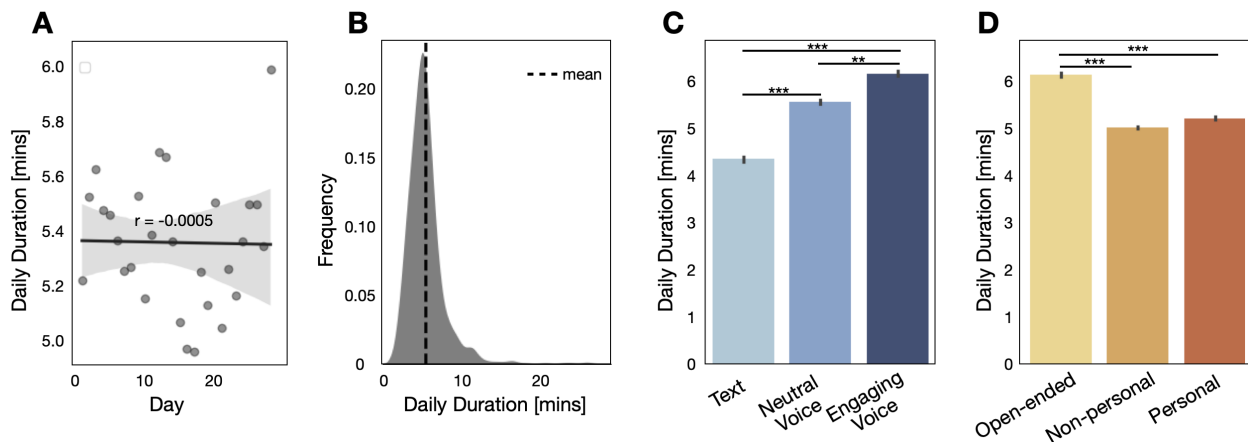 A
Daily Duration [mins]
6.0
5.8
5.6
5.4
5.2
5.0
r = -0.0005
0
10
20
Day
B
Frequency
0.20
0.15
0.10
0.05
0
mean
0
10
20
Daily Duration [mins]
C
Daily Duration [mins]
6
5
4
3
2
1
0
***
**
***
Text
Neutral
Voice
Engaging
Voice
D
Daily Duration [mins]
6
5
4
3
2
1
0
***
***
Open-ended
Non-personal
Personal